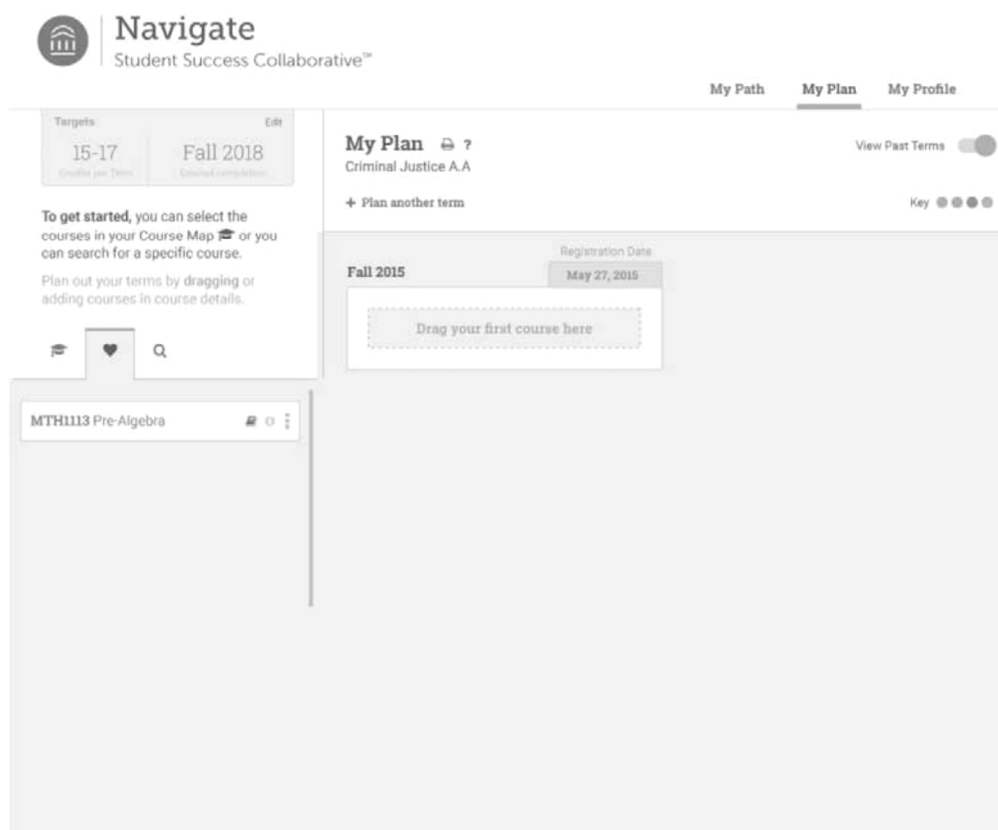 Navigate
Student Success Collaborative™
My Path My Plan My Profile
Targets Edit
15-17 Fall 2018
Credits per Term
To get started, you can select the
courses in your Course Map or you
can search for a specific course.
Plan out your terms by dragging or
adding courses in course details.
MTH1113 Pre-Algebra
My Plan ?
Criminal Justice A.A
View Past Terms
+ Plan another term
Key
Registration Date
Fall 2015 May 27, 2015
Drag your first course here